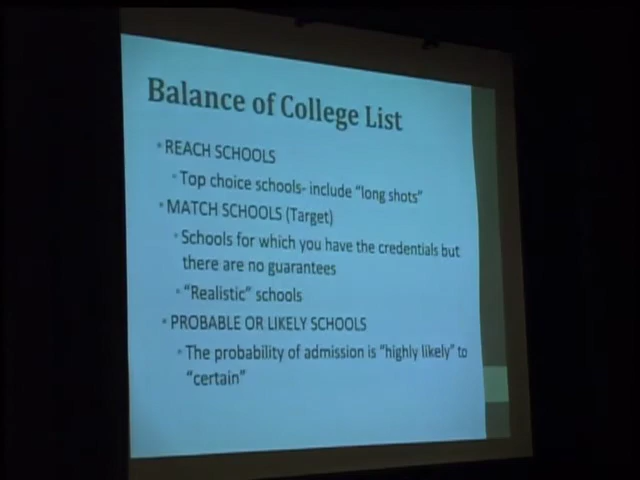 Balance of College List
REACH SCHOOLS
Top choice schools- include “long shots”
MATCH SCHOOLS (Target)
Schools for which you have the credentials but
there are no guarantees
“Realistic” schools
PROBABLE OR LIKELY SCHOOLS
The probability of admission is “highly likely” to
“certain”